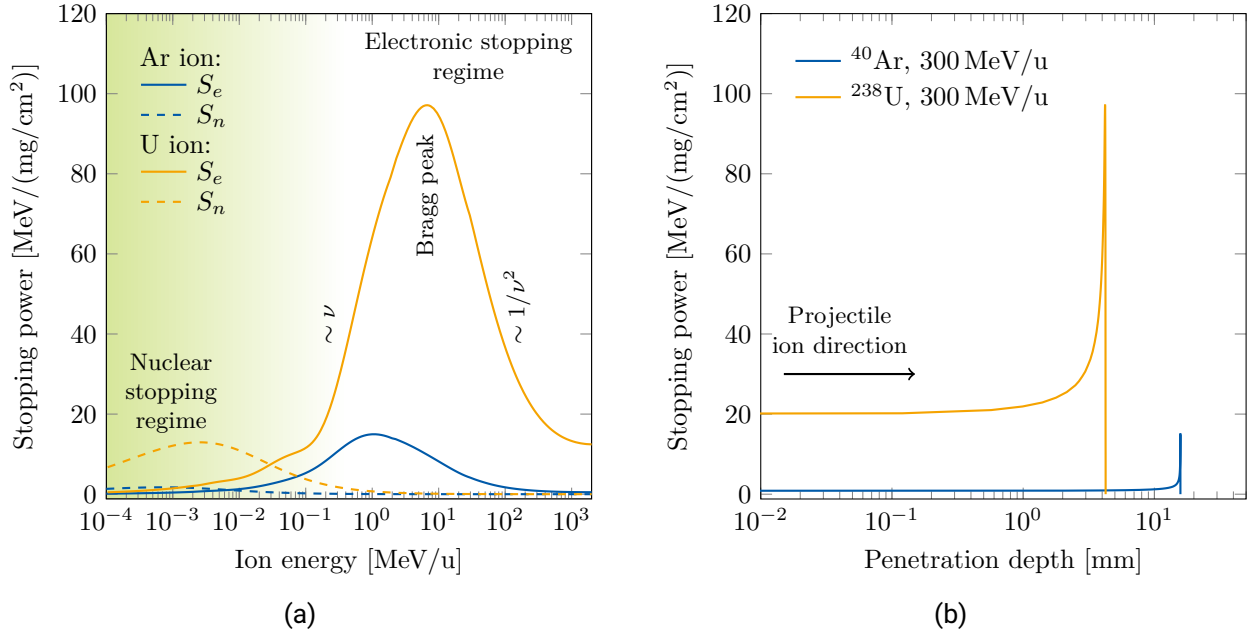 Stopping power [MeV/(mg/cm²)]
120
100
80
60
40
20
0
Ar ion:
S_e
S_n
U ion:
S_e
S_n
Electronic stopping
regime
Bragg peak
~ ν
~ 1/ν²
Nuclear
stopping
regime
10⁻⁴ 10⁻³ 10⁻² 10⁻¹ 10⁰ 10¹ 10² 10³
Ion energy [MeV/u]
(a)
Stopping power [MeV/(mg/cm²)]
120
100
80
60
40
20
0
⁴⁰Ar, 300 MeV/u
²³⁸U, 300 MeV/u
Projectile
ion direction
10⁻² 10⁻¹ 10⁰ 10¹
Penetration depth [mm]
(b)